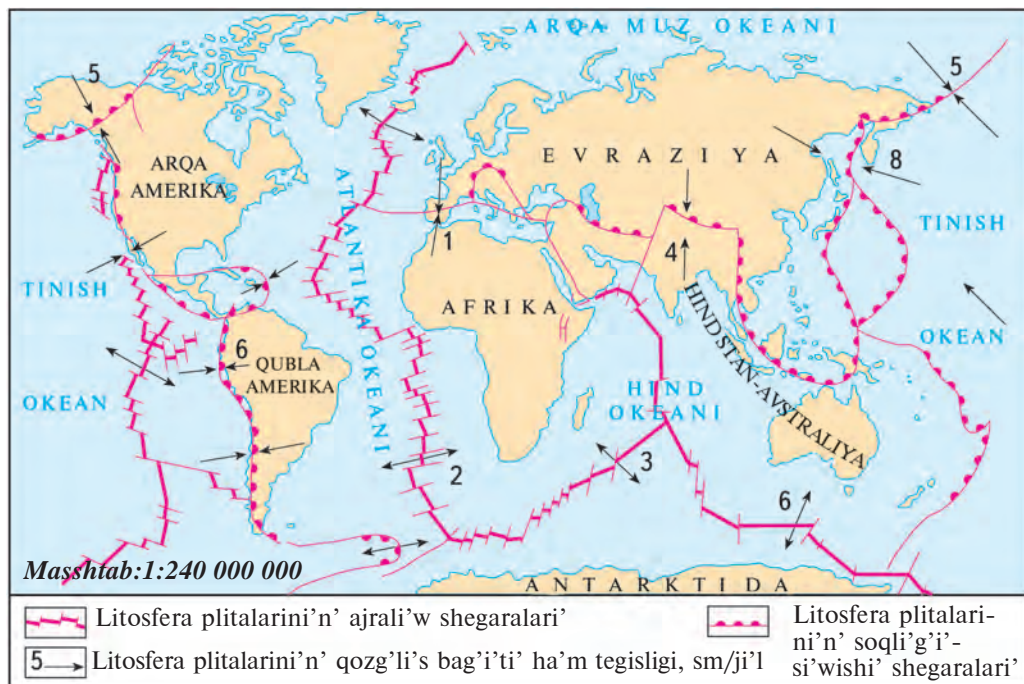 ARQA MUZ OKEANI
5
5
ARQA
AMERIKA
EVRAZIYA
8
ATLANTIKA OKEANI
TINISH
1
4
TINISH
AFRIKA
HINDSTAN-AVSTRALIYA
6
QUBLA
AMERIKA
OKEAN
HIND
OKEANI
OKEAN
2
3
6
Masshtab:1:240 000 000
ANTARKTIDA
Litosfera plitalarini'n' ajrali'w shegaralari'
Litosfera plitalari-
ni'n' soqli'g'i'-
si'wishi' shegaralari'
5 Litosfera plitalarini'n' qozg'li's bag'i'ti' ha'm tegisligi, sm/ji'l